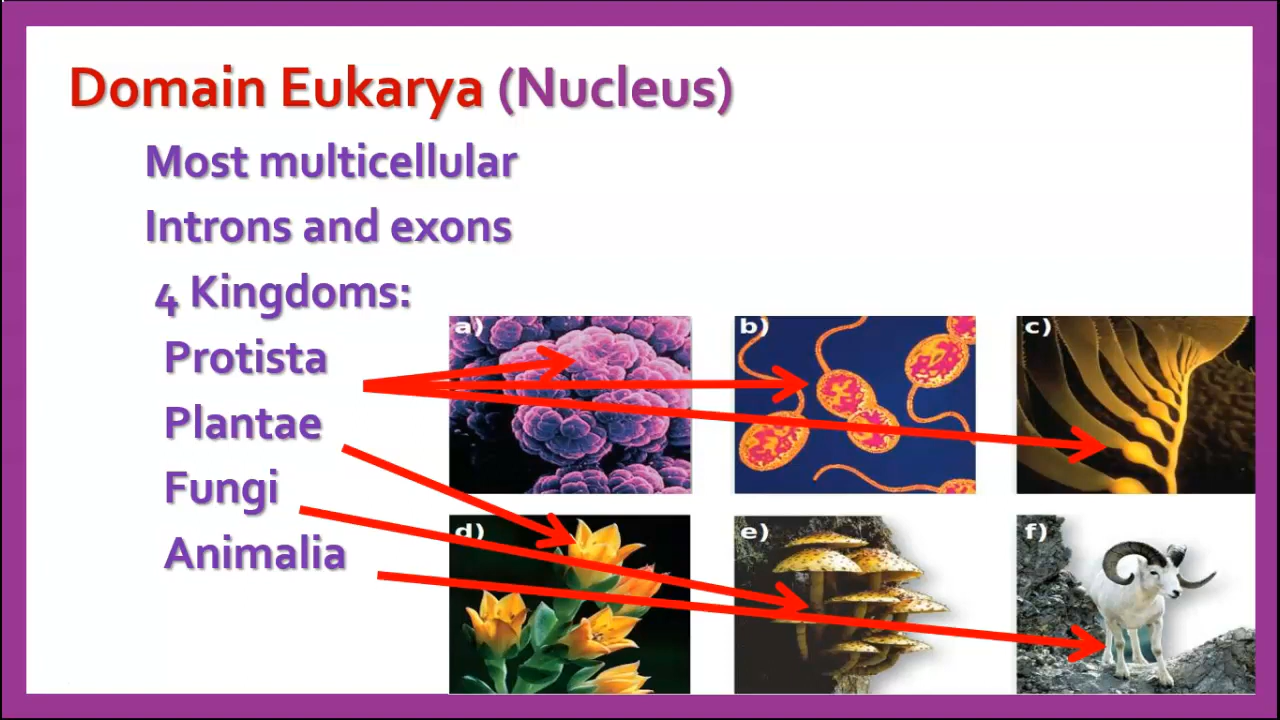 Domain Eukarya (Nucleus)
Most multicellular
Introns and exons
4 Kingdoms:
Protista
Plantae
Fungi
Animalia
a)
b)
c)
d)
e)
f)